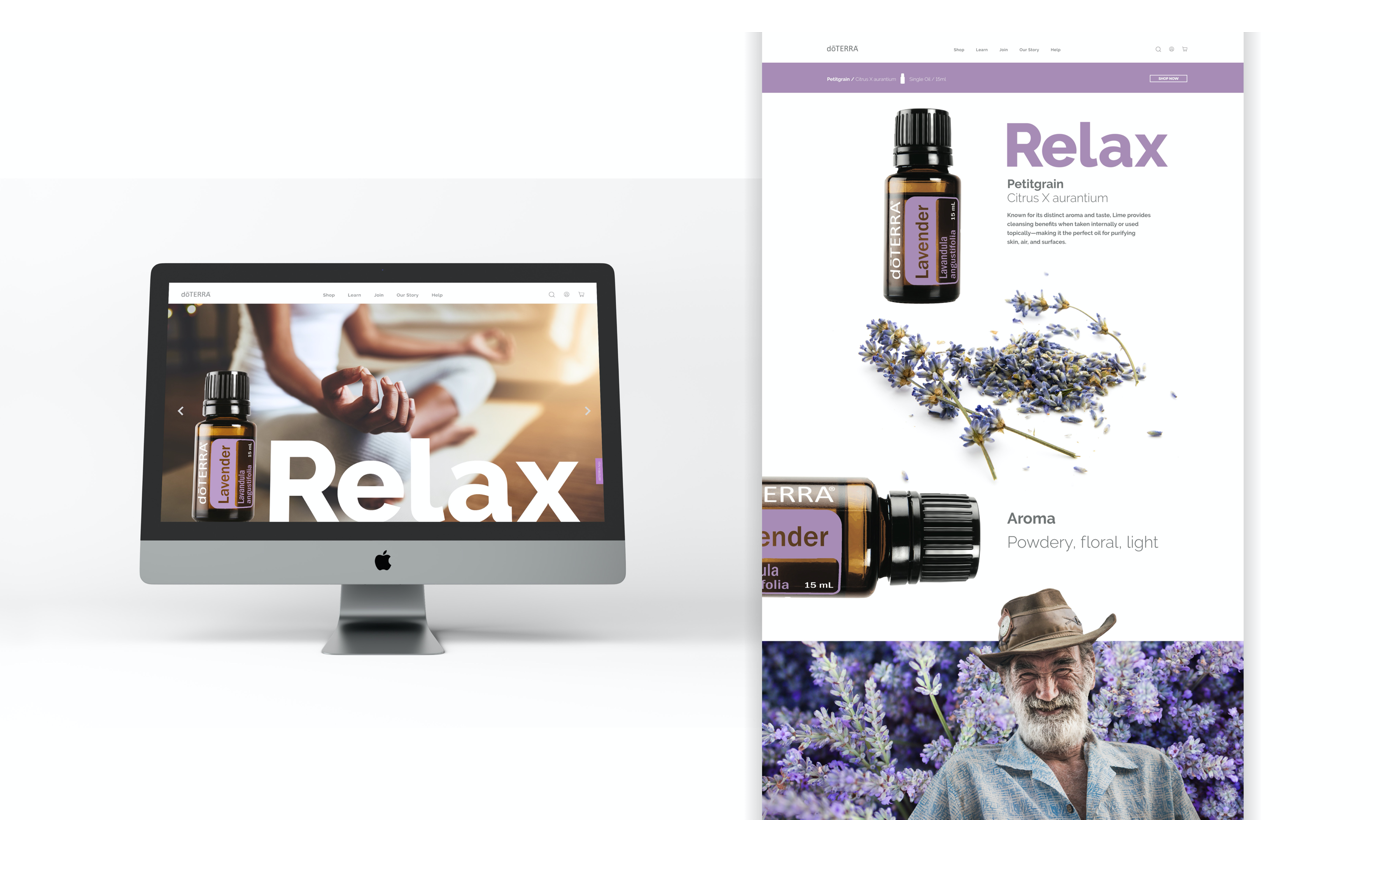 dōTERRA
Shop Learn Join Our Story Help
dōTERRA
Lavender
Lavandula
angustifolia
15 mL
Relax
dōTERRA
Shop Learn Join Our Story Help
Petitgrain / Citrus X aurantium Single Oil / 15mL
SHOP NOW
dōTERRA
Lavender
Lavandula
angustifolia
15 mL
Relax
Petitgrain
Citrus X aurantium
Known for its distinct aroma and taste, Lime provides
cleansing benefits when taken internally or used
topically—making it the perfect oil for purifying
skin, air, and surfaces.
TERRA
ender
ula
folia
15 mL
Aroma
Powdery, floral, light